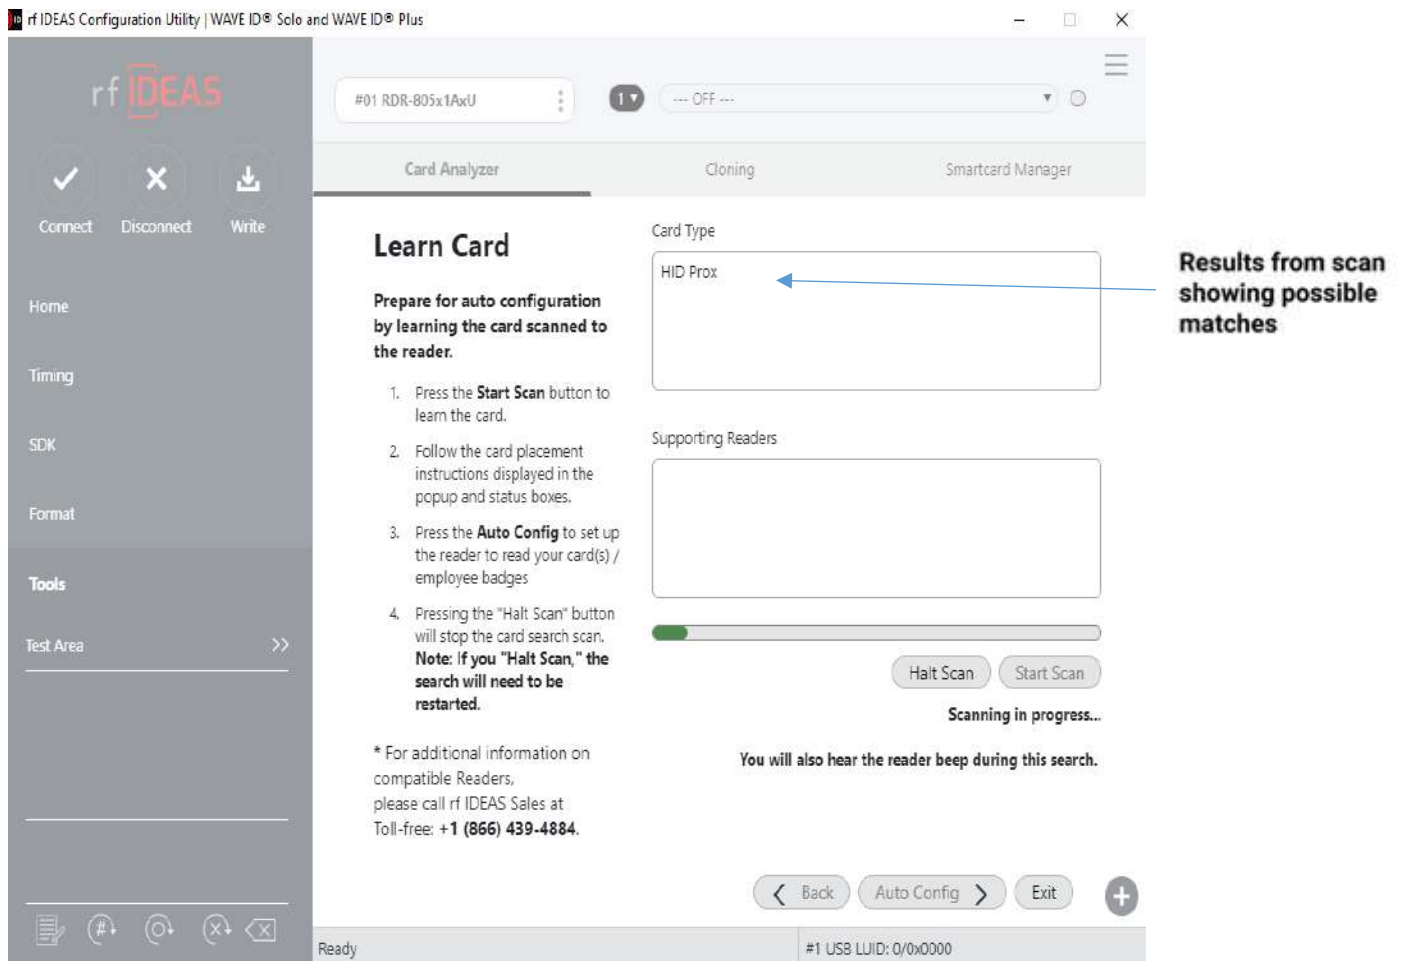 rf IDEAS Configuration Utility | WAVE ID® Solo and WAVE ID® Plus
rf IDEAS
#01 RDR-805x1AxU
1
--- OFF ---
Connect
Disconnect
Write
Card Analyzer
Cloning
Smartcard Manager
Home
Timing
SDK
Format
Tools
Test Area >>
Learn Card
Prepare for auto configuration
by learning the card scanned to
the reader.
1. Press the Start Scan button to
learn the card.
2. Follow the card placement
instructions displayed in the
popup and status boxes.
3. Press the Auto Config to set up
the reader to read your card(s) /
employee badges
4. Pressing the "Halt Scan" button
will stop the card search scan.
Note: If you "Halt Scan," the
search will need to be
restarted.
* For additional information on
compatible Readers,
please call rf IDEAS Sales at
Toll-free: +1 (866) 439-4884.
Card Type
HID Prox
Results from scan
showing possible
matches
Supporting Readers
Halt Scan
Start Scan
Scanning in progress...
You will also hear the reader beep during this search.
Back
Auto Config
Exit
Ready
#1 USB LUID: 0/0x0000